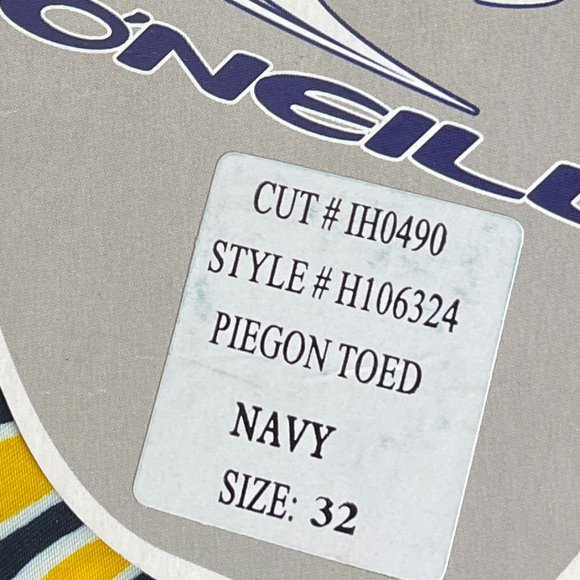 O'NEILL
CUT # IH0490
STYLE # H106324
PIEGON TOED
NAVY
SIZE: 32